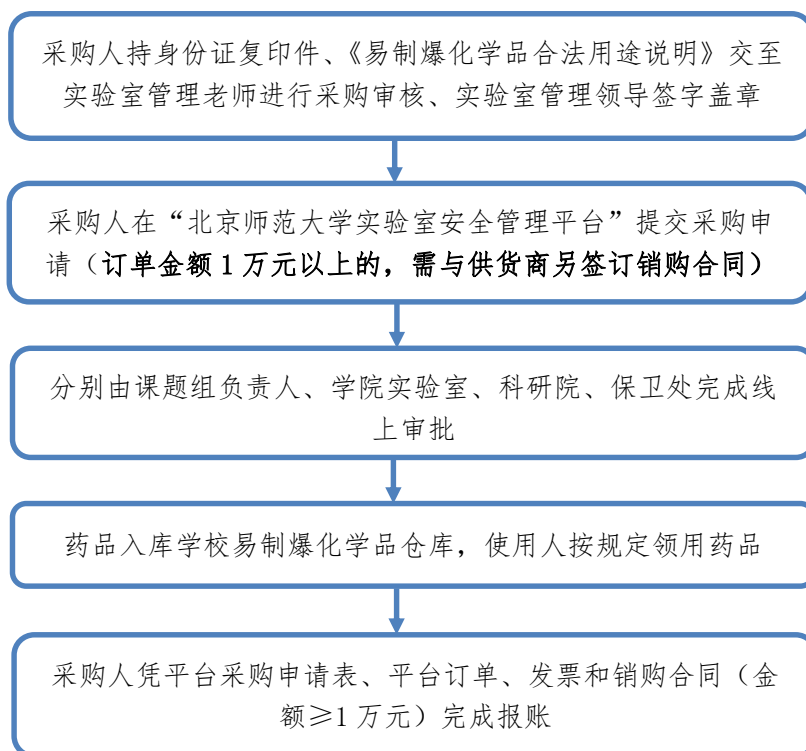 采购人持身份证复印件、《易制爆化学品合法用途说明》交至
实验室管理老师进行采购审核、实验室管理领导签字盖章
采购人在“北京师范大学实验室安全管理平台”提交采购申
请（订单金额 1 万元以上的，需与供货商另签订销购合同）
分别由课题组负责人、学院实验室、科研院、保卫处完成线
上审批
药品入库学校易制爆化学品仓库，使用人按规定领用药品
采购人凭平台采购申请表、平台订单、发票和销购合同（金
额≥1 万元）完成报账